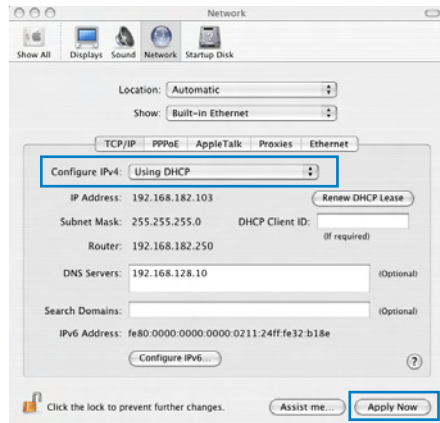 Network
Show All Displays Sound Network Startup Disk
Location: Automatic
Show: Built-in Ethernet
TCP/IP PPPoE AppleTalk Proxies Ethernet
Configure IPv4: Using DHCP
IP Address: 192.168.182.103 Renew DHCP Lease
Subnet Mask: 255.255.255.0 DHCP Client ID:
(If required)
Router: 192.168.182.250
DNS Servers: 192.168.128.10 (Optional)
Search Domains: (Optional)
IPv6 Address: fe80:0000:0000:0000:0211:24ff:fe32:b18e
Configure IPv6... ?
Click the lock to prevent further changes. Assist me... Apply Now